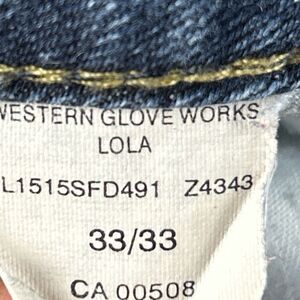 WESTERN GLOVE WORKS
LOLA
L1515SFD491 Z4343
33/33
CA 00508